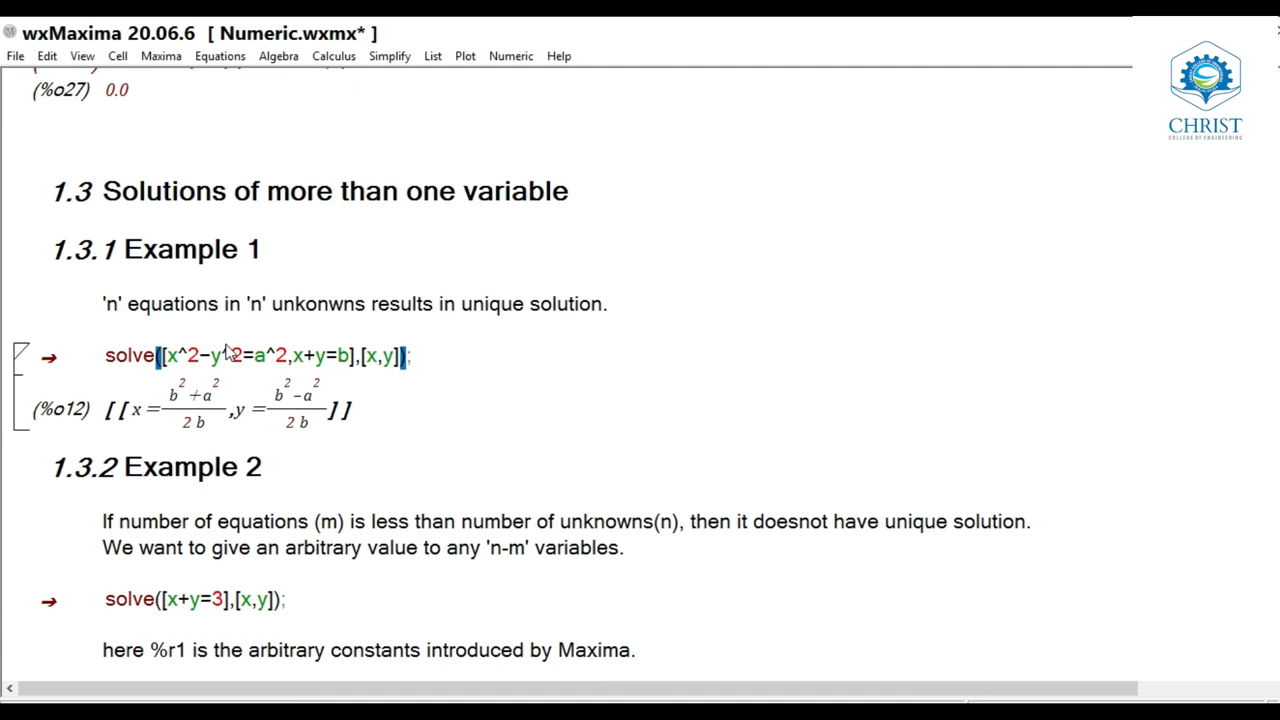 wxMaxima 20.06.6 [ Numeric.wxmx* ]
File Edit View Cell Maxima Equations Algebra Calculus Simplify List Plot Numeric Help
(%o27) 0.0
CHRIST
COLLEGE OF ENGINEERING
1.3 Solutions of more than one variable
1.3.1 Example 1
'n' equations in 'n' unkonwns results in unique solution.
➔ solve([x^2−y^2=a^2,x+y=b],[x,y]);
(%o12) [[x=(b^2+a^2)/(2 b),y=(b^2-a^2)/(2 b)]]
1.3.2 Example 2
If number of equations (m) is less than number of unknowns(n), then it doesnot have unique solution.
We want to give an arbitrary value to any 'n-m' variables.
➔ solve([x+y=3],[x,y]);
here %r1 is the arbitrary constants introduced by Maxima.